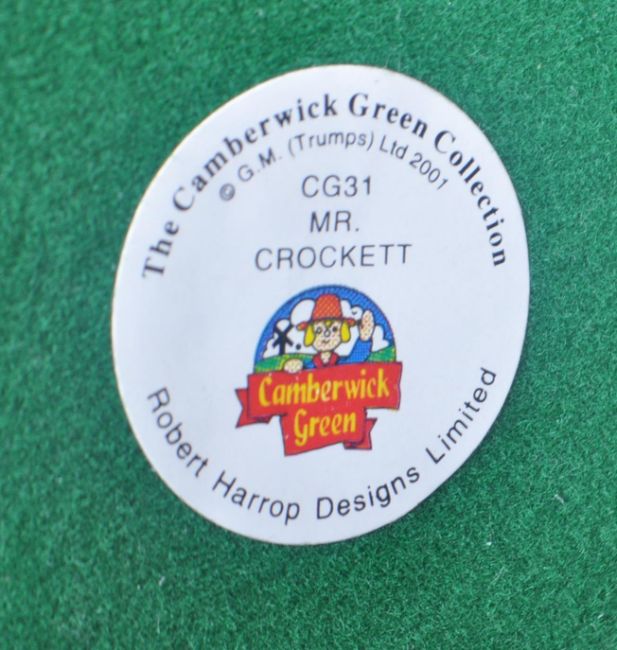 The Camberwick Green Collection
© G.M. (Trumps) Ltd 2001
CG31
MR.
CROCKETT
Camberwick
Green
Robert Harrop Designs Limited